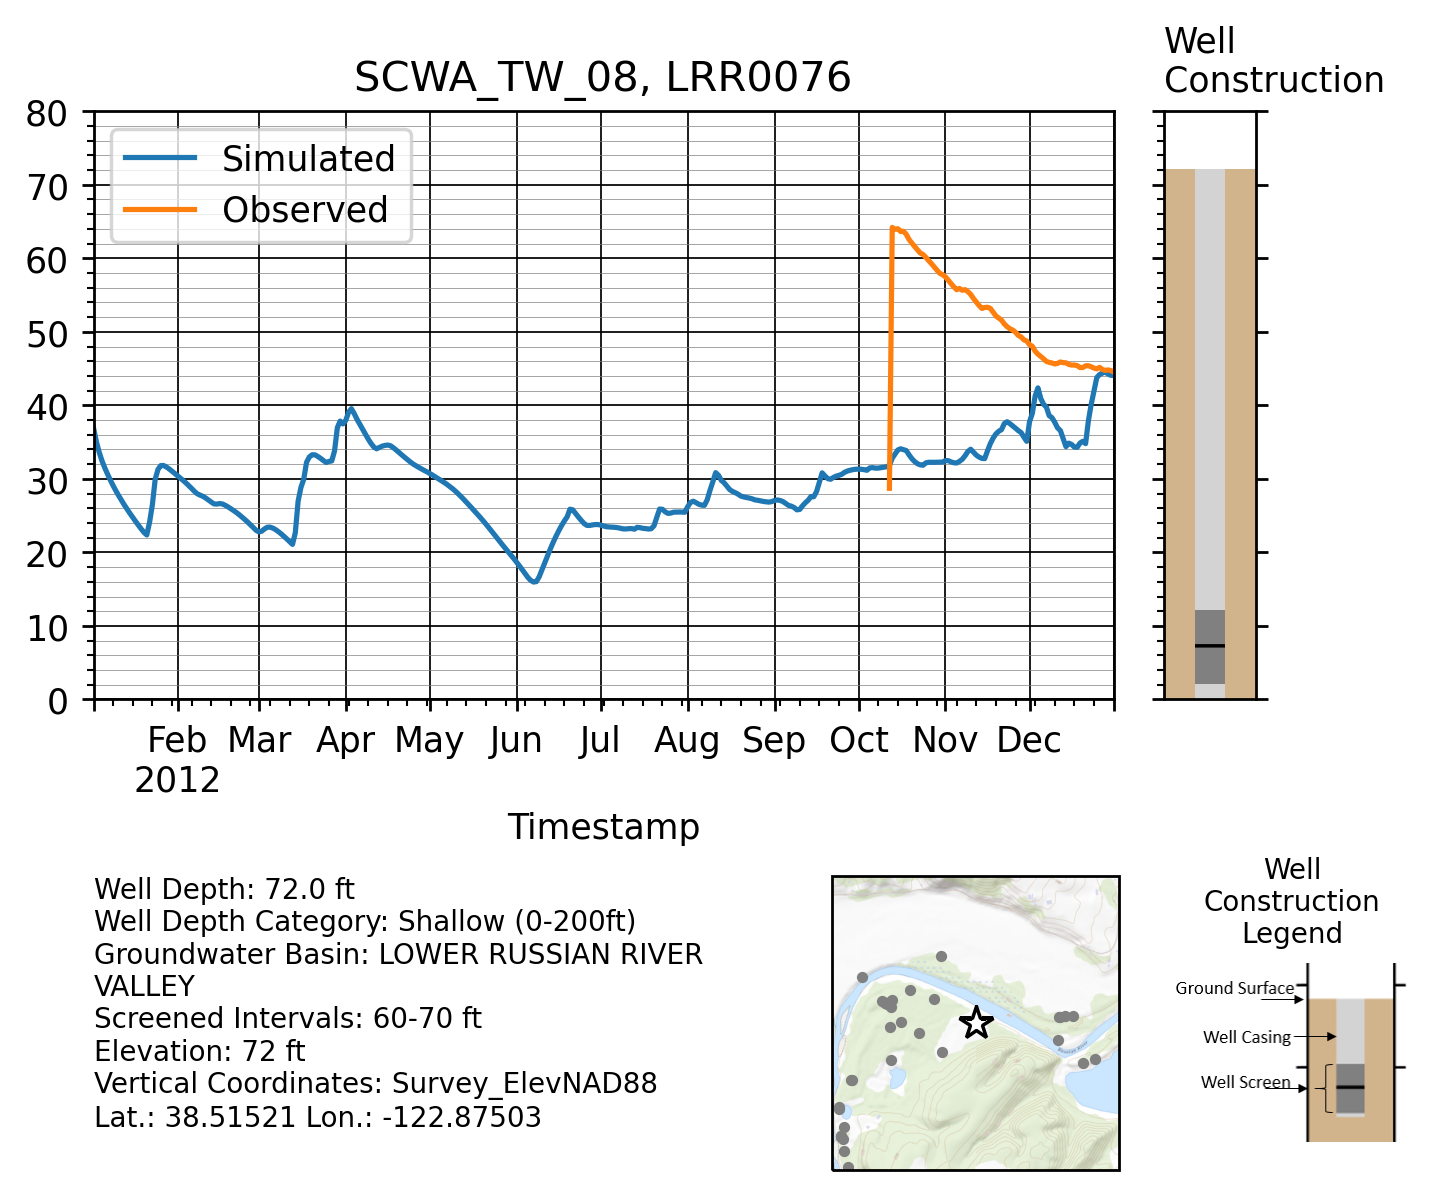 Well
Construction
SCWA_TW_08, LRR0076
80
70
60
50
40
30
20
10
0
Simulated
Observed
Feb Mar Apr May Jun Jul Aug Sep Oct Nov Dec
2012
Timestamp
Well Depth: 72.0 ft
Well Depth Category: Shallow (0-200ft)
Groundwater Basin: LOWER RUSSIAN RIVER
VALLEY
Screened Intervals: 60-70 ft
Elevation: 72 ft
Vertical Coordinates: Survey_ElevNAD88
Lat.: 38.51521 Lon.: -122.87503
Russian River
Well
Construction
Legend
Ground Surface
Well Casing
Well Screen